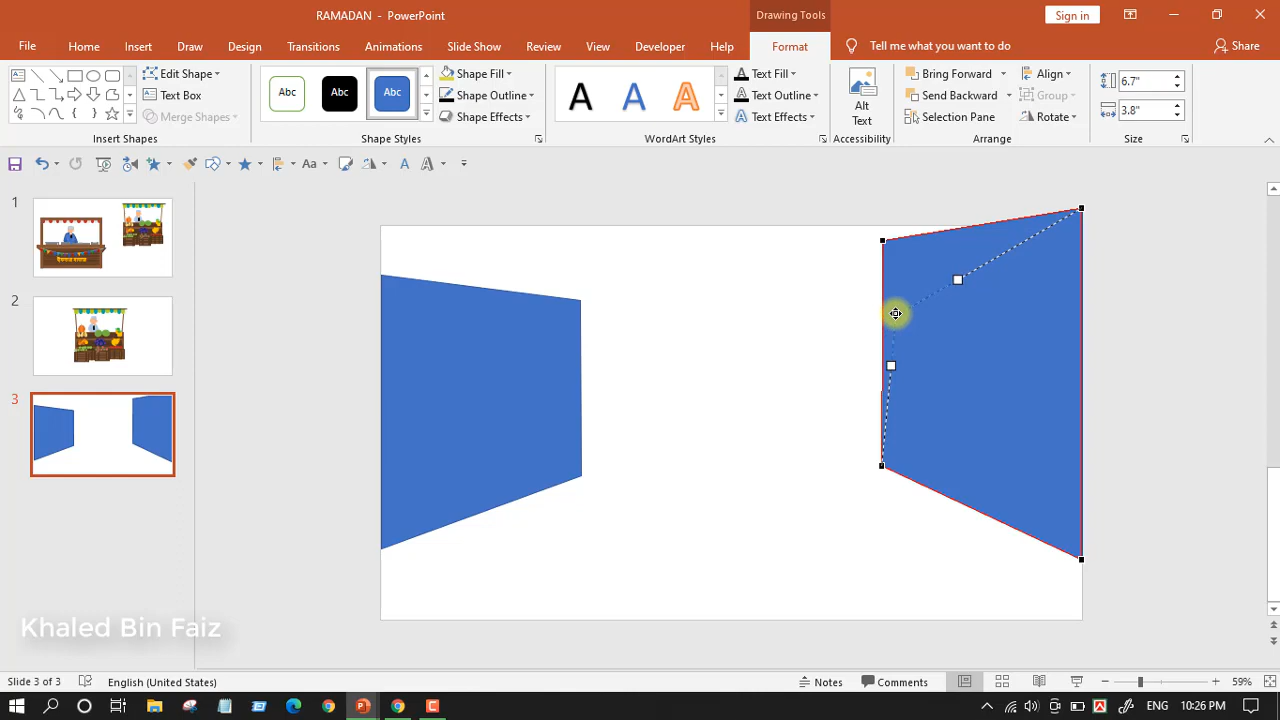 RAMADAN - PowerPoint
Drawing Tools
Sign in
File
Home
Insert
Draw
Design
Transitions
Animations
Slide Show
Review
View
Developer
Help
Format
Tell me what you want to do
Share
Edit Shape
Text Box
Merge Shapes
Insert Shapes
Abc
Abc
Abc
Shape Fill
Shape Outline
Shape Effects
Shape Styles
A
A
A
Text Fill
Text Outline
Text Effects
WordArt Styles
Alt Text
Accessibility
Bring Forward
Send Backward
Selection Pane
Align
Group
Rotate
Arrange
6.7"
3.8"
Size
Aa
A
A
1
2
3
Khaled Bin Faiz
Slide 3 of 3
English (United States)
Notes
Comments
59%
ENG
10:26 PM